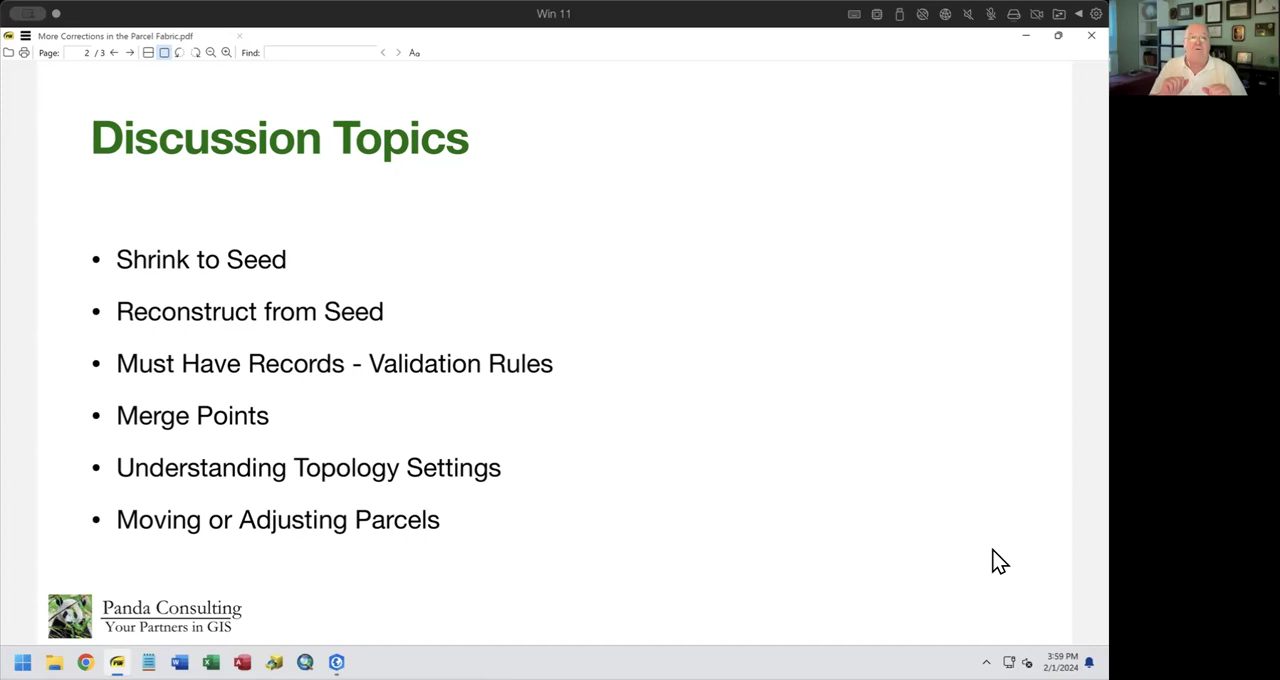 Win 11
More Corrections in the Parcel Fabric.pdf
Page: 2 / 3 Find: Aa
Discussion Topics
• Shrink to Seed
• Reconstruct from Seed
• Must Have Records - Validation Rules
• Merge Points
• Understanding Topology Settings
• Moving or Adjusting Parcels
Panda Consulting
Your Partners in GIS
3:59 PM
2/1/2024